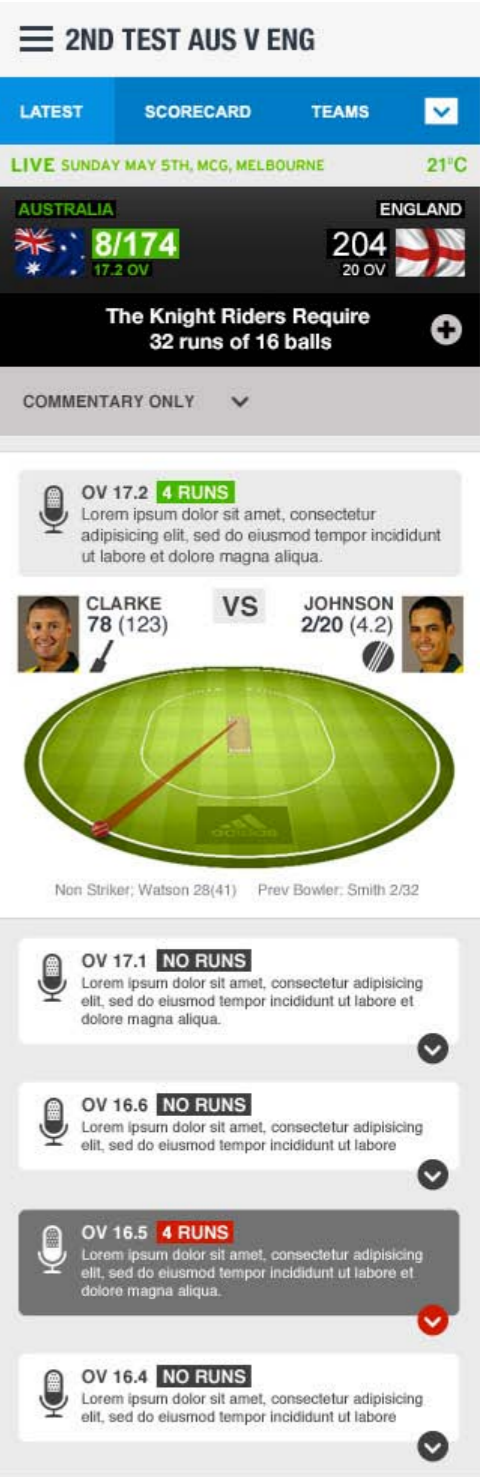 2ND TEST AUS V ENG
LATEST SCORECARD TEAMS
LIVE SUNDAY MAY 5TH, MCG, MELBOURNE 21°C
AUSTRALIA ENGLAND
8/174 204
17.2 OV 20 OV
The Knight Riders Require
32 runs of 16 balls
COMMENTARY ONLY
OV 17.2 4 RUNS
Lorem ipsum dolor sit amet, consectetur
adipisicing elit, sed do eiusmod tempor incididunt
ut labore et dolore magna aliqua.
CLARKE VS JOHNSON
78 (123) 2/20 (4.2)
adidas
Non Striker; Watson 28(41) Prev Bowler: Smith 2/32
OV 17.1 NO RUNS
Lorem ipsum dolor sit amet, consectetur adipisicing
elit, sed do eiusmod tempor incididunt ut labore et
dolore magna aliqua.
OV 16.6 NO RUNS
Lorem ipsum dolor sit amet, consectetur adipisicing
elit, sed do eiusmod tempor incididunt ut labore
OV 16.5 4 RUNS
Lorem ipsum dolor sit amet, consectetur adipisicing
elit, sed do eiusmod tempor incididunt ut labore et
dolore magna aliqua.
OV 16.4 NO RUNS
Lorem ipsum dolor sit amet, consectetur adipisicing
elit, sed do eiusmod tempor incididunt ut labore